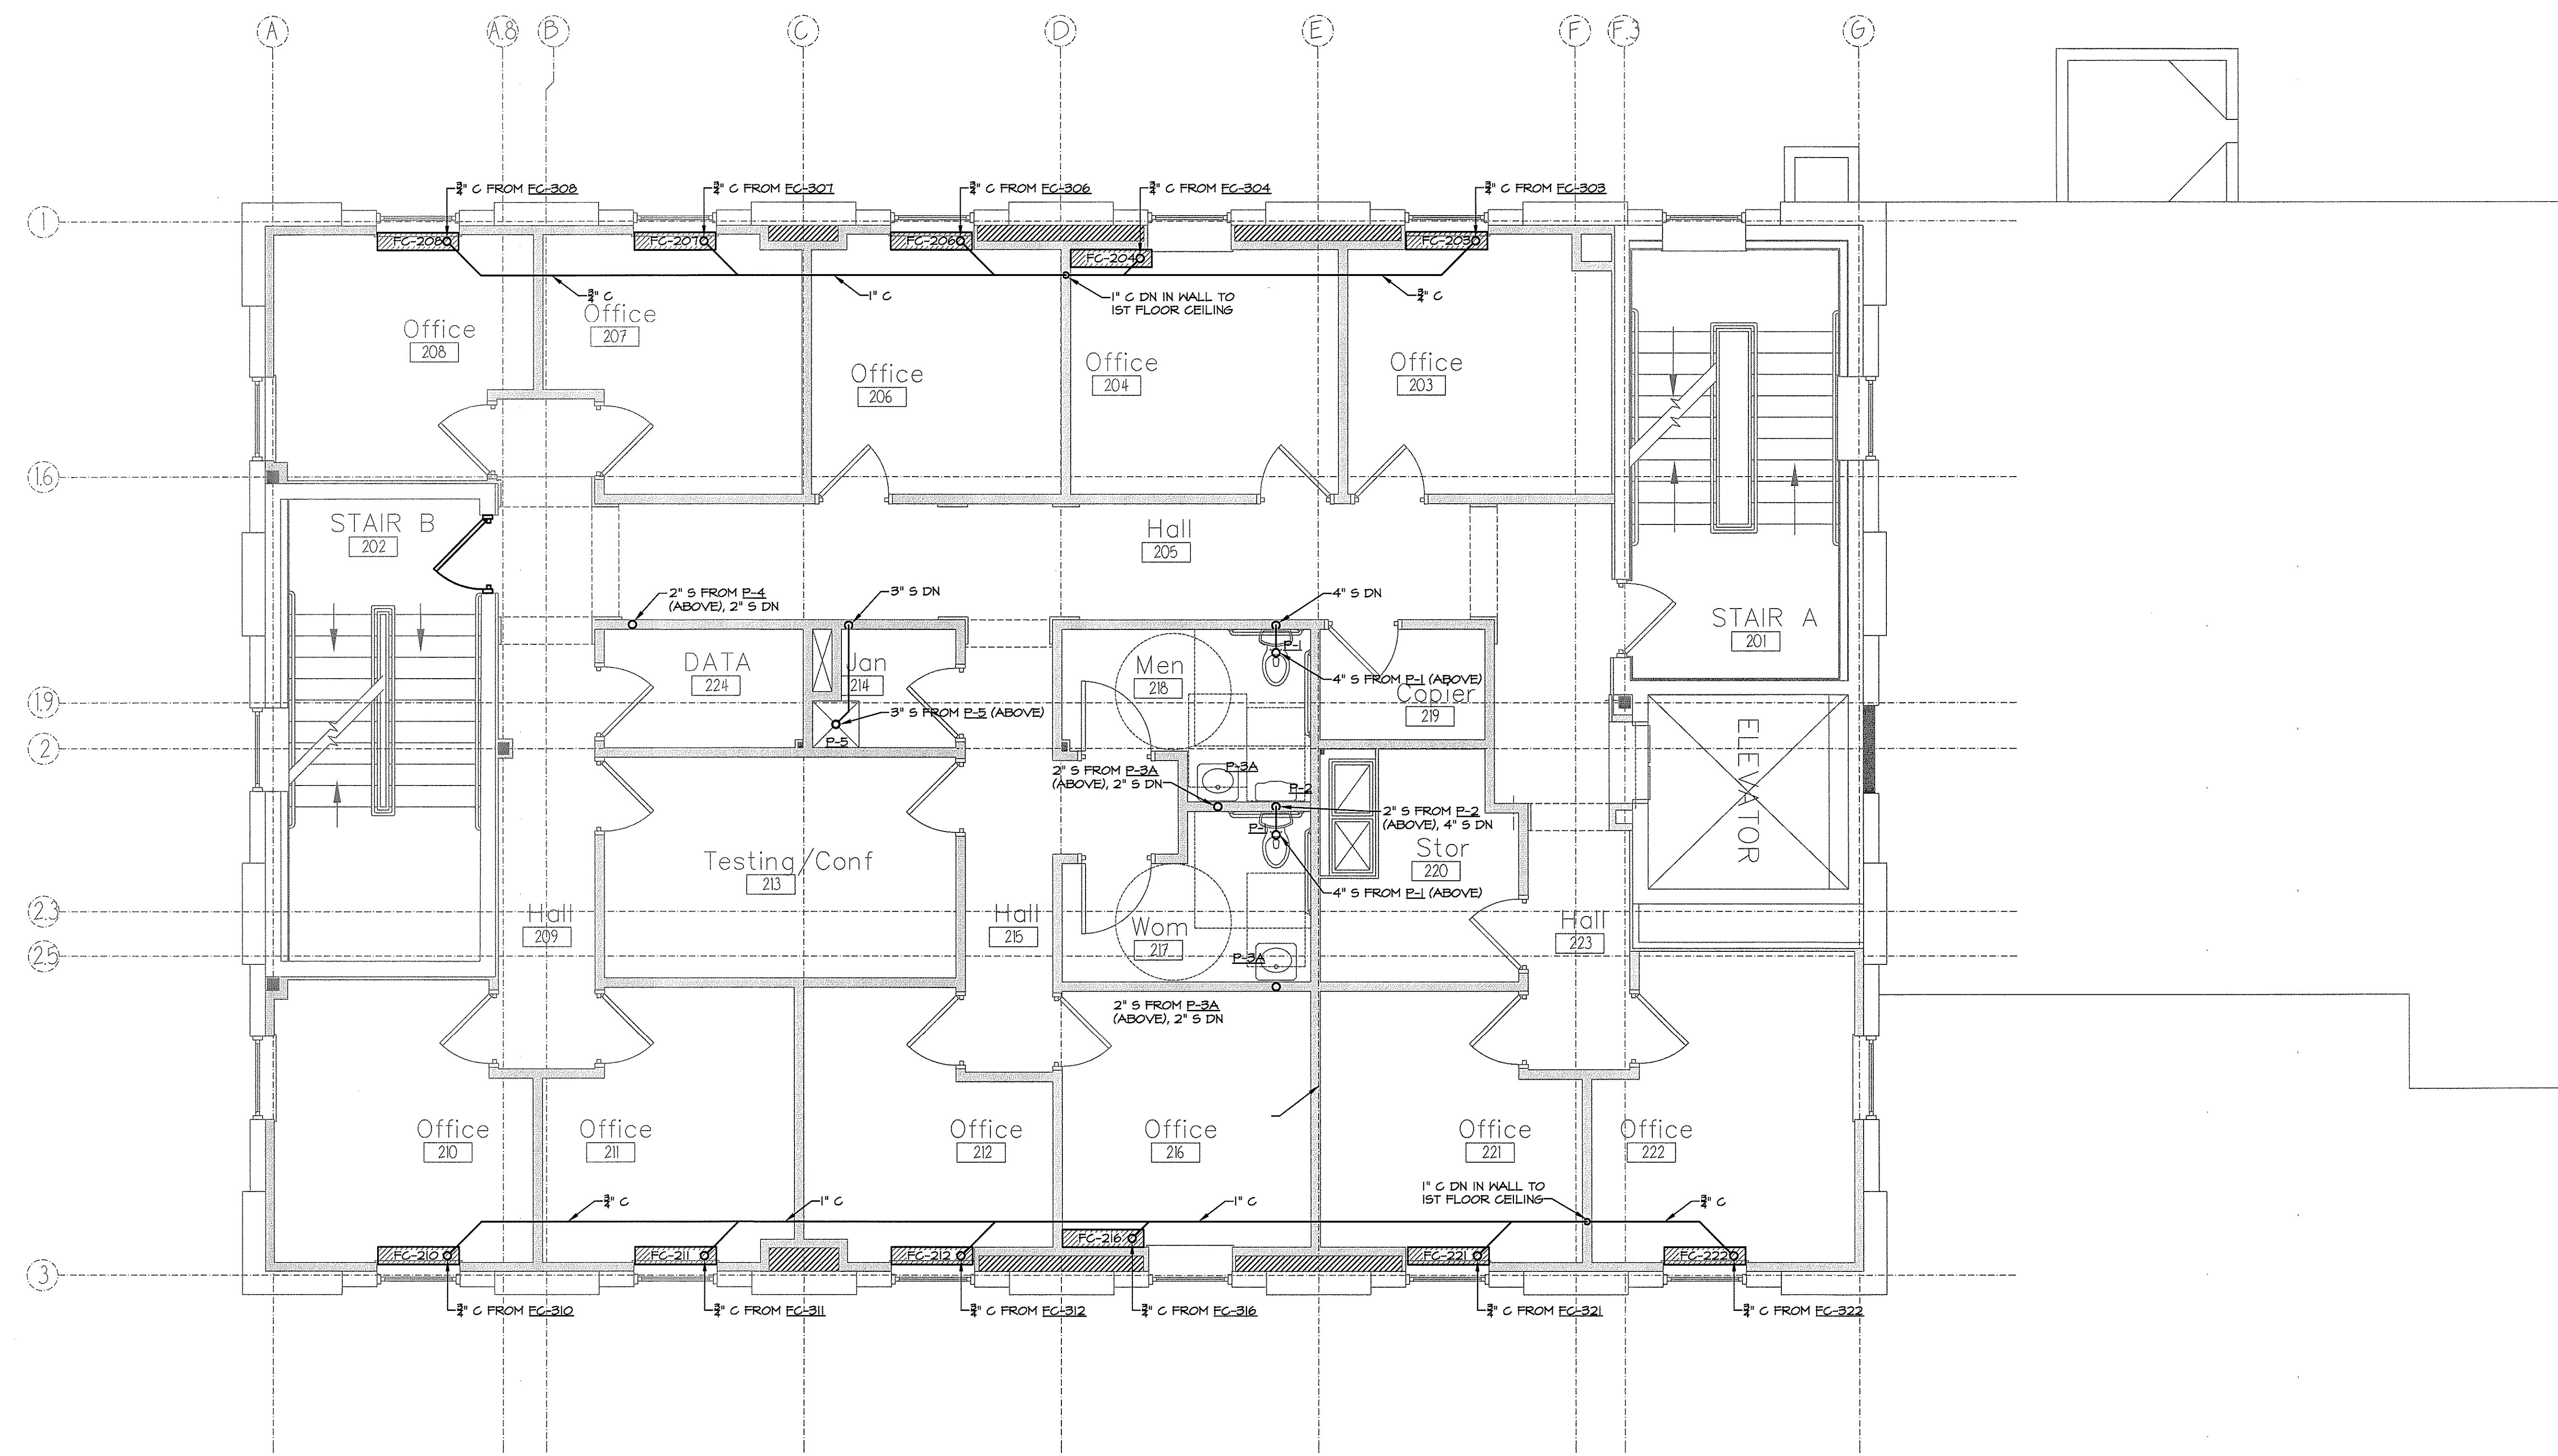 A A.8 B C D E F F.3 G
¾" C FROM FC-308 ¾" C FROM FC-307 ¾" C FROM FC-306 ¾" C FROM FC-304 ¾" C FROM FC-303
1
FC-208 FC-207 FC-206 FC-204 FC-203
¾" C 1" C 1" C DN IN WALL TO ¾" C
1ST FLOOR CEILING
Office
207
Office
208
Office
206
Office
204
Office
203
1.6
STAIR B
202
Hall
205
2" S FROM P-4
(ABOVE), 2" S DN
3" S DN
4" S DN
STAIR A
201
P-1
DATA
224
Jan
214
Men
218
4" S FROM P-1 (ABOVE)
Copier
219
1.9
3" S FROM P-5 (ABOVE)
P-5
2
ELEVATOR
2" S FROM P-3A
(ABOVE), 2" S DN
P-3A
P-2
2" S FROM P-2
(ABOVE), 4" S DN
P-1
Testing/Conf
213
Stor
220
4" S FROM P-1 (ABOVE)
2.3
Hall
209
Hall
215
Wom
217
Hall
223
2.5
P-3A
2" S FROM P-3A
(ABOVE), 2" S DN
Office
210
Office
211
Office
212
Office
216
Office
221
Office
222
¾" C 1" C 1" C 1" C DN IN WALL TO ¾" C
1ST FLOOR CEILING
FC-210 FC-211 FC-212 FC-216 FC-221 FC-222
3
¾" C FROM FC-310 ¾" C FROM FC-311 ¾" C FROM FC-312 ¾" C FROM FC-316 ¾" C FROM FC-321 ¾" C FROM FC-322